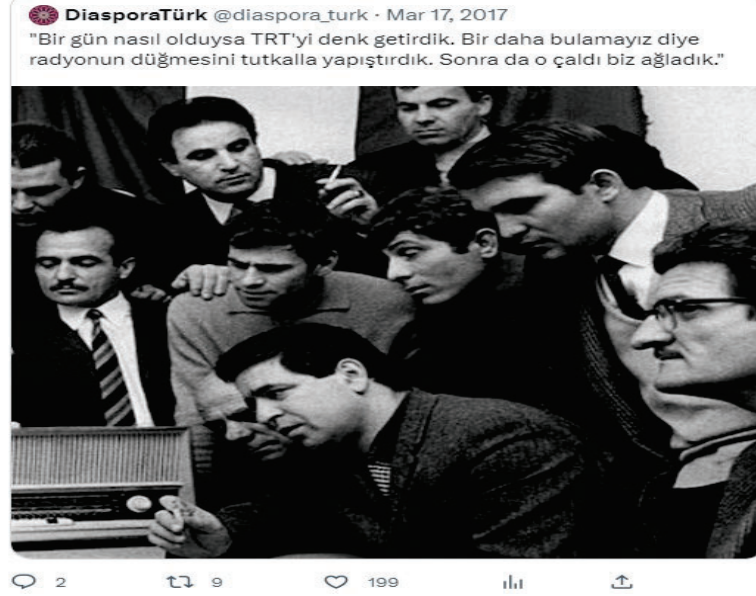 DiasporaTürk @diaspora_turk · Mar 17, 2017
"Bir gün nasıl olduysa TRT'yi denk getirdik. Bir daha bulamayız diye
radyonun düğmesini tutkalla yapıştırdık. Sonra da o çaldı biz ağladık."
2 9 199